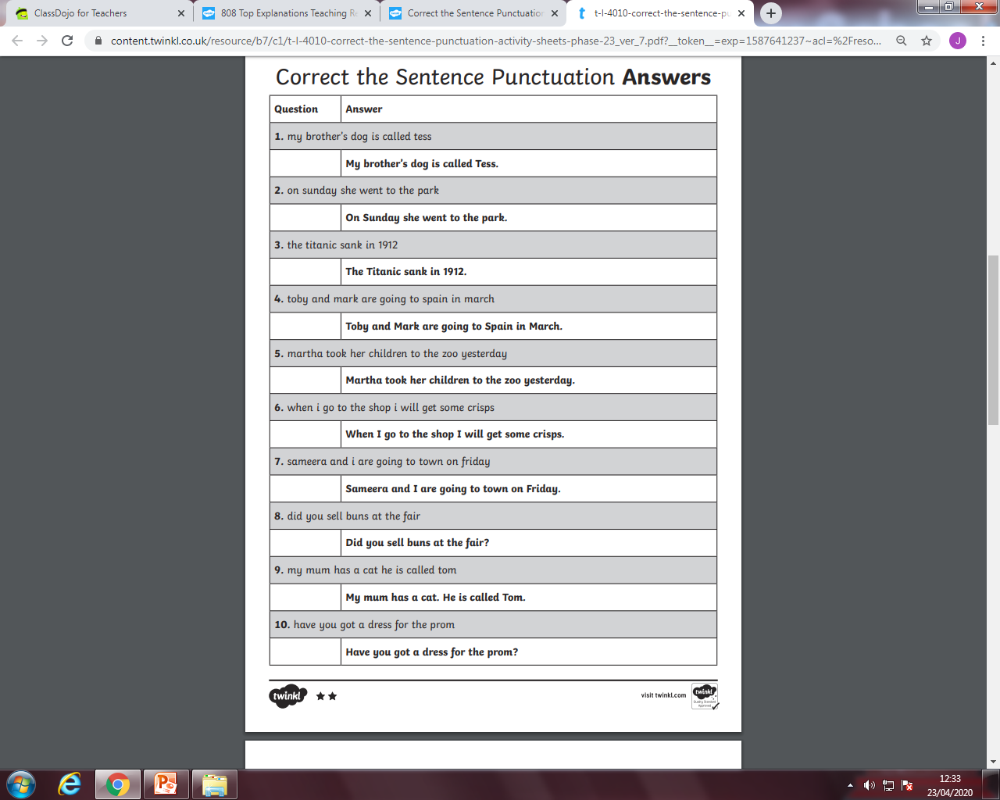 ClassDojo for Teachers
808 Top Explanations Teaching Re
Correct the Sentence Punctuation
t-l-4010-correct-the-sentence-pu
content.twinkl.co.uk/resource/b7/c1/t-l-4010-correct-the-sentence-punctuation-activity-sheets-phase-23_ver_7.pdf?__token__=exp=1587641237~acl=%2Freso...
J
Correct the Sentence Punctuation Answers
Question Answer
1. my brother's dog is called tess
My brother's dog is called Tess.
2. on sunday she went to the park
On Sunday she went to the park.
3. the titanic sank in 1912
The Titanic sank in 1912.
4. toby and mark are going to spain in march
Toby and Mark are going to Spain in March.
5. martha took her children to the zoo yesterday
Martha took her children to the zoo yesterday.
6. when i go to the shop i will get some crisps
When I go to the shop I will get some crisps.
7. sameera and i are going to town on friday
Sameera and I are going to town on Friday.
8. did you sell buns at the fair
Did you sell buns at the fair?
9. my mum has a cat he is called tom
My mum has a cat. He is called Tom.
10. have you got a dress for the prom
Have you got a dress for the prom?
twinkl
visit twinkl.com
twinkl
Quality Standard
Approved
12:33
23/04/2020